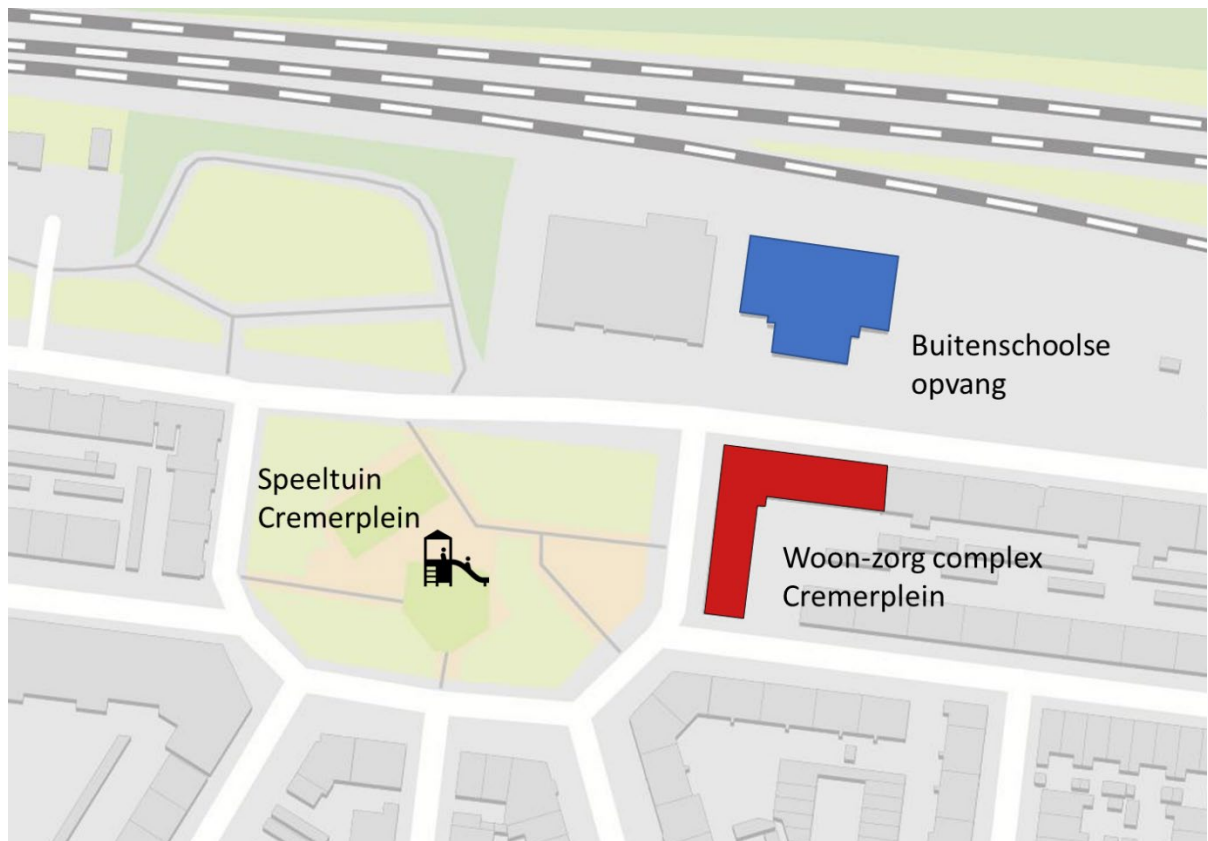 Buitenschoolse
opvang
Speeltuin
Cremerplein
Woon-zorg complex
Cremerplein